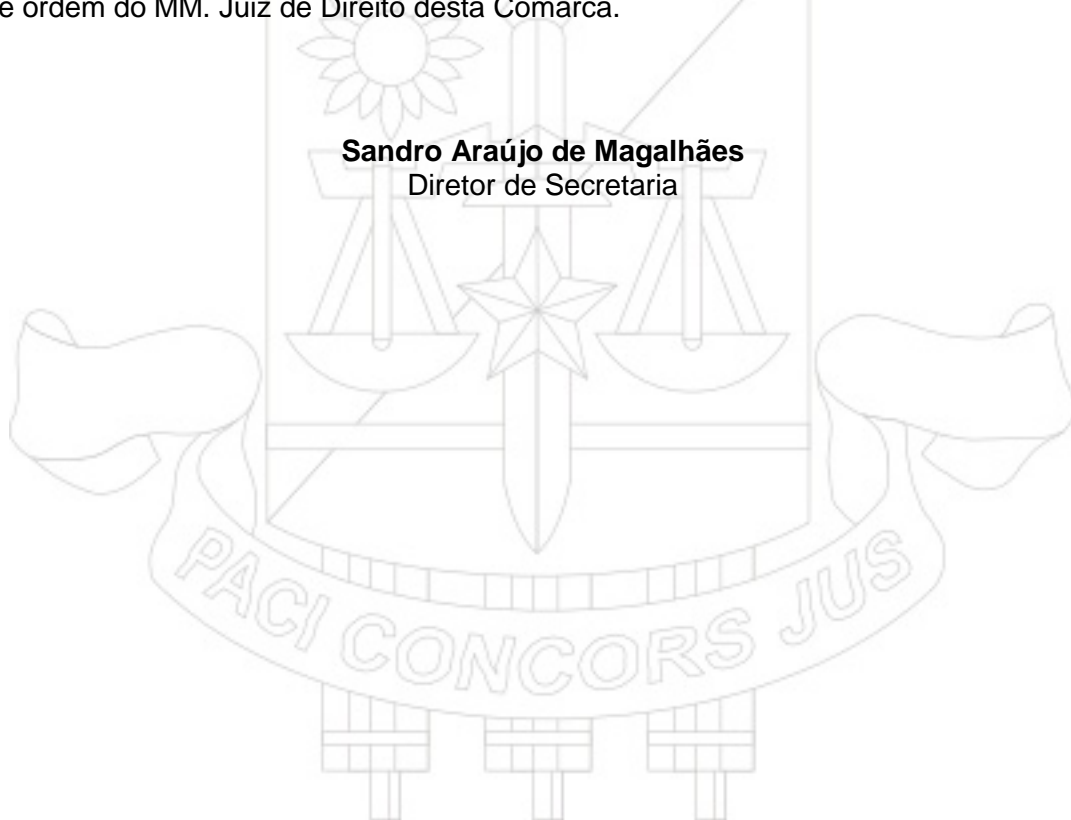 e ordem do MM. Juiz de Direito desta Comarca.
Sandro Araújo de Magalhães
Diretor de Secretaria
PACI CONCORS JUS